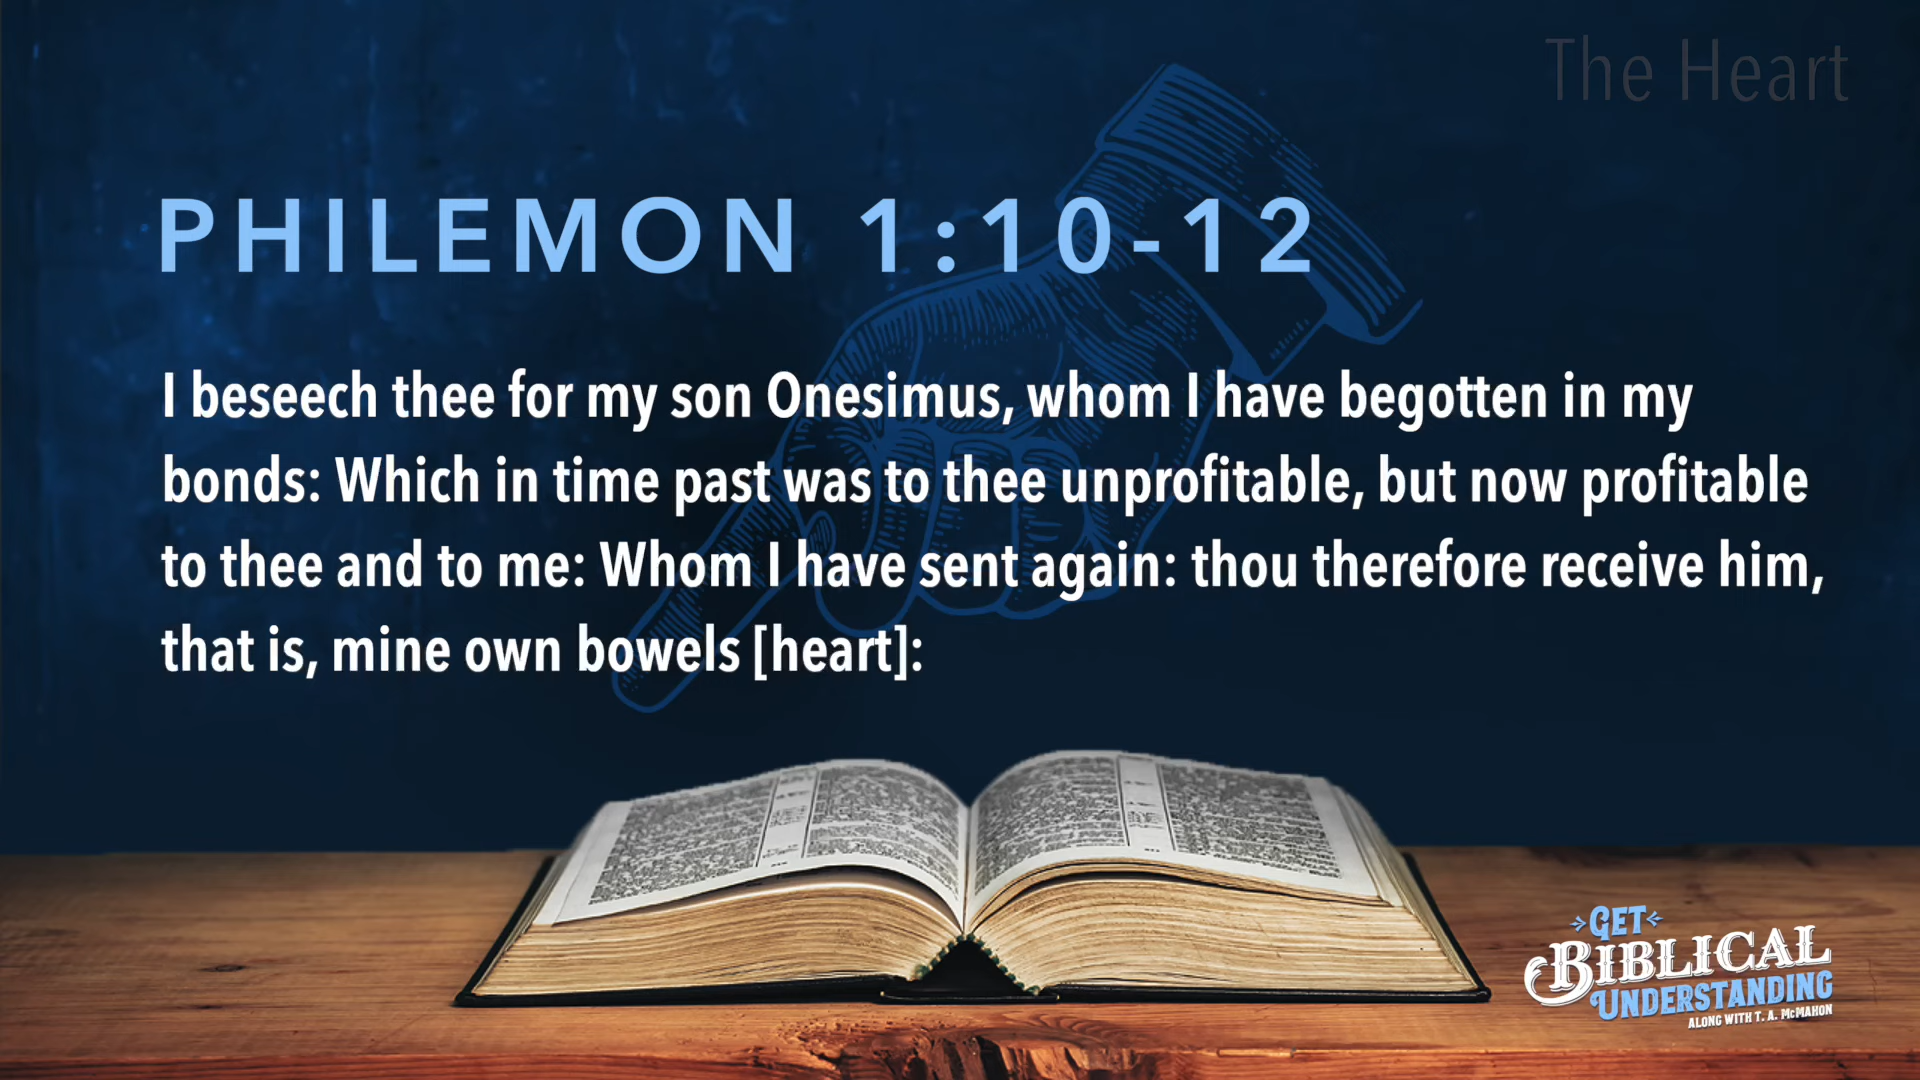 The Heart
PHILEMON 1:10-12
I beseech thee for my son Onesimus, whom I have begotten in my
bonds: Which in time past was to thee unprofitable, but now profitable
to thee and to me: Whom I have sent again: thou therefore receive him,
that is, mine own bowels [heart]:
GET
BIBLICAL
UNDERSTANDING
ALONG WITH T. A. McMAHON